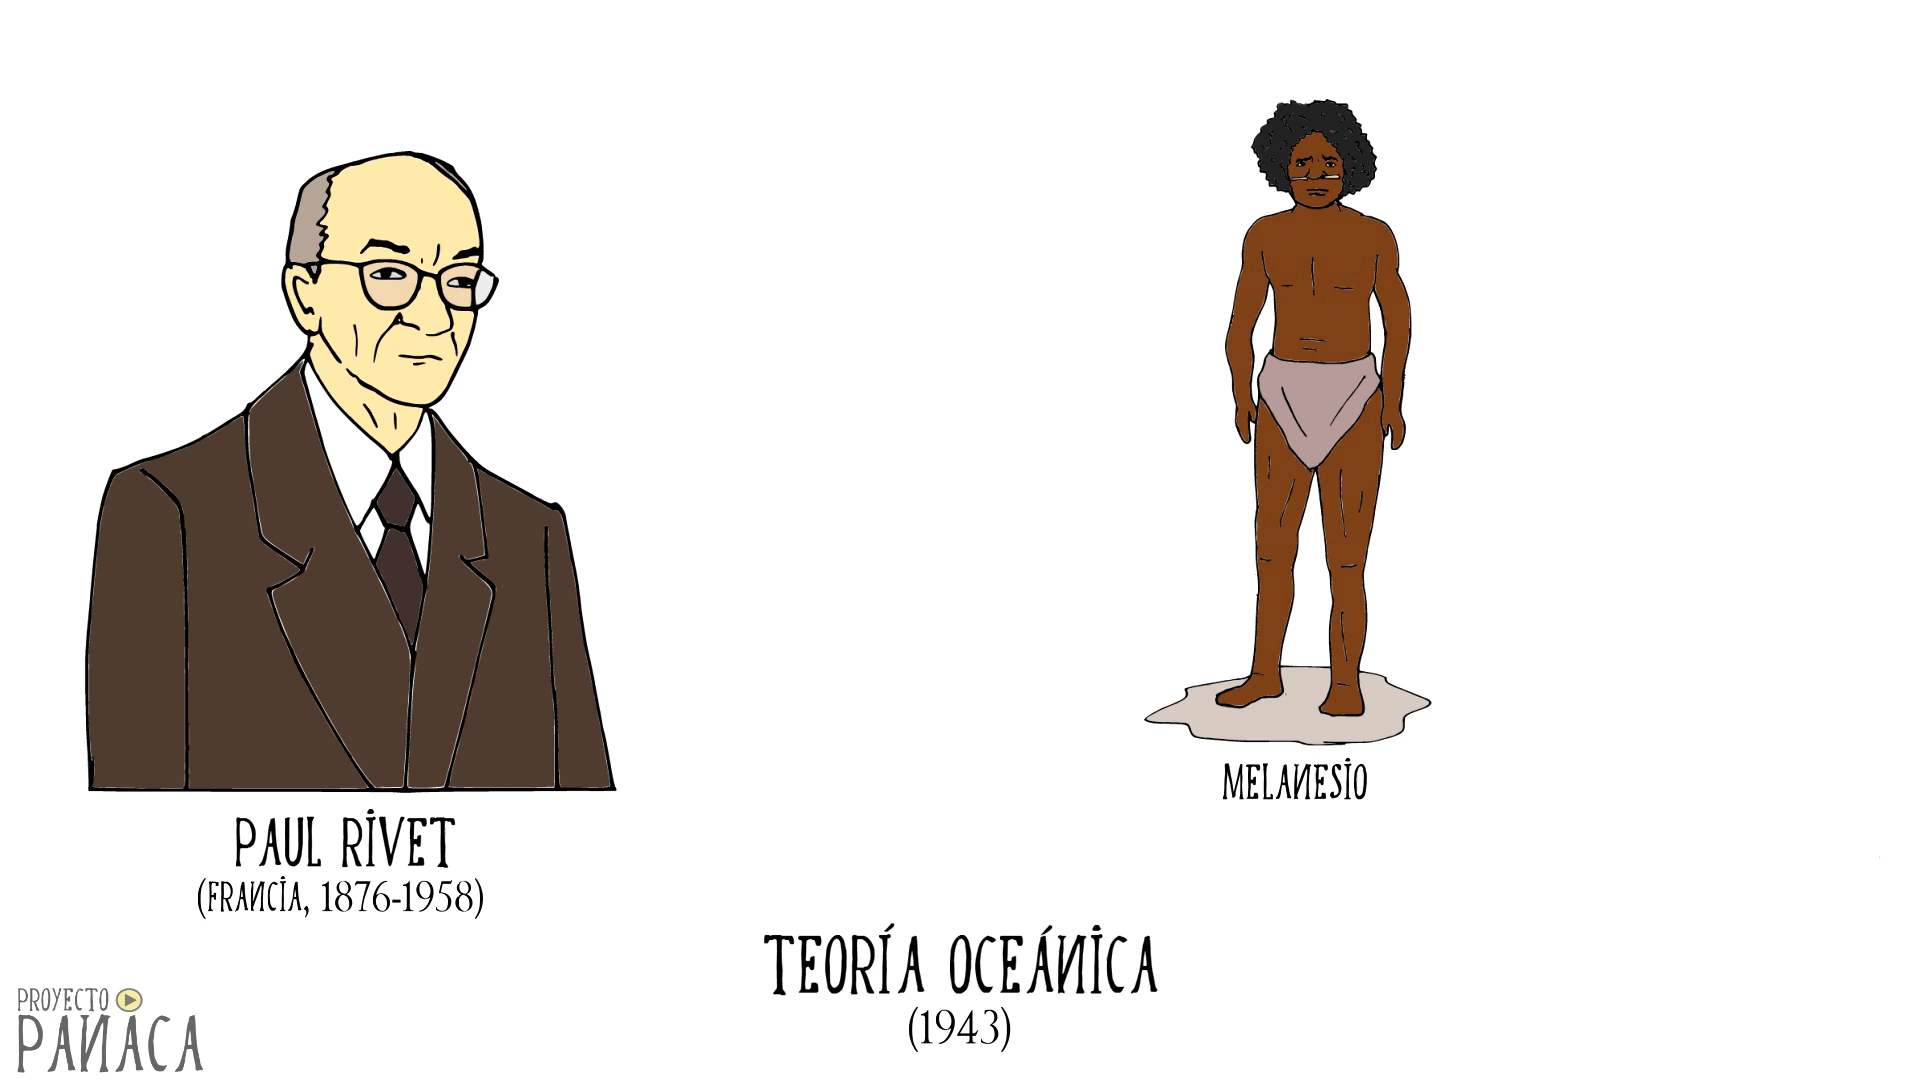 MELANESIO
PAUL RIVET
(FRANCIA, 1876-1958)
TEORÍA OCEÁNICA
(1943)
PROYECTO
PANACA